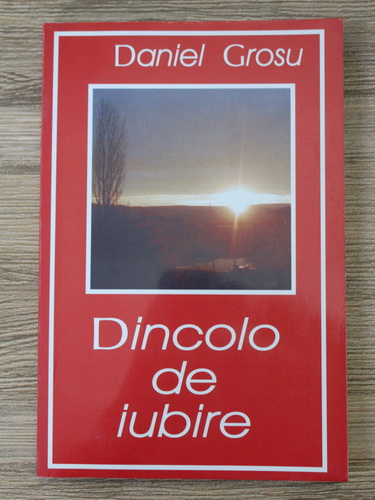 Daniel Grosu
Dincolo
de
iubire